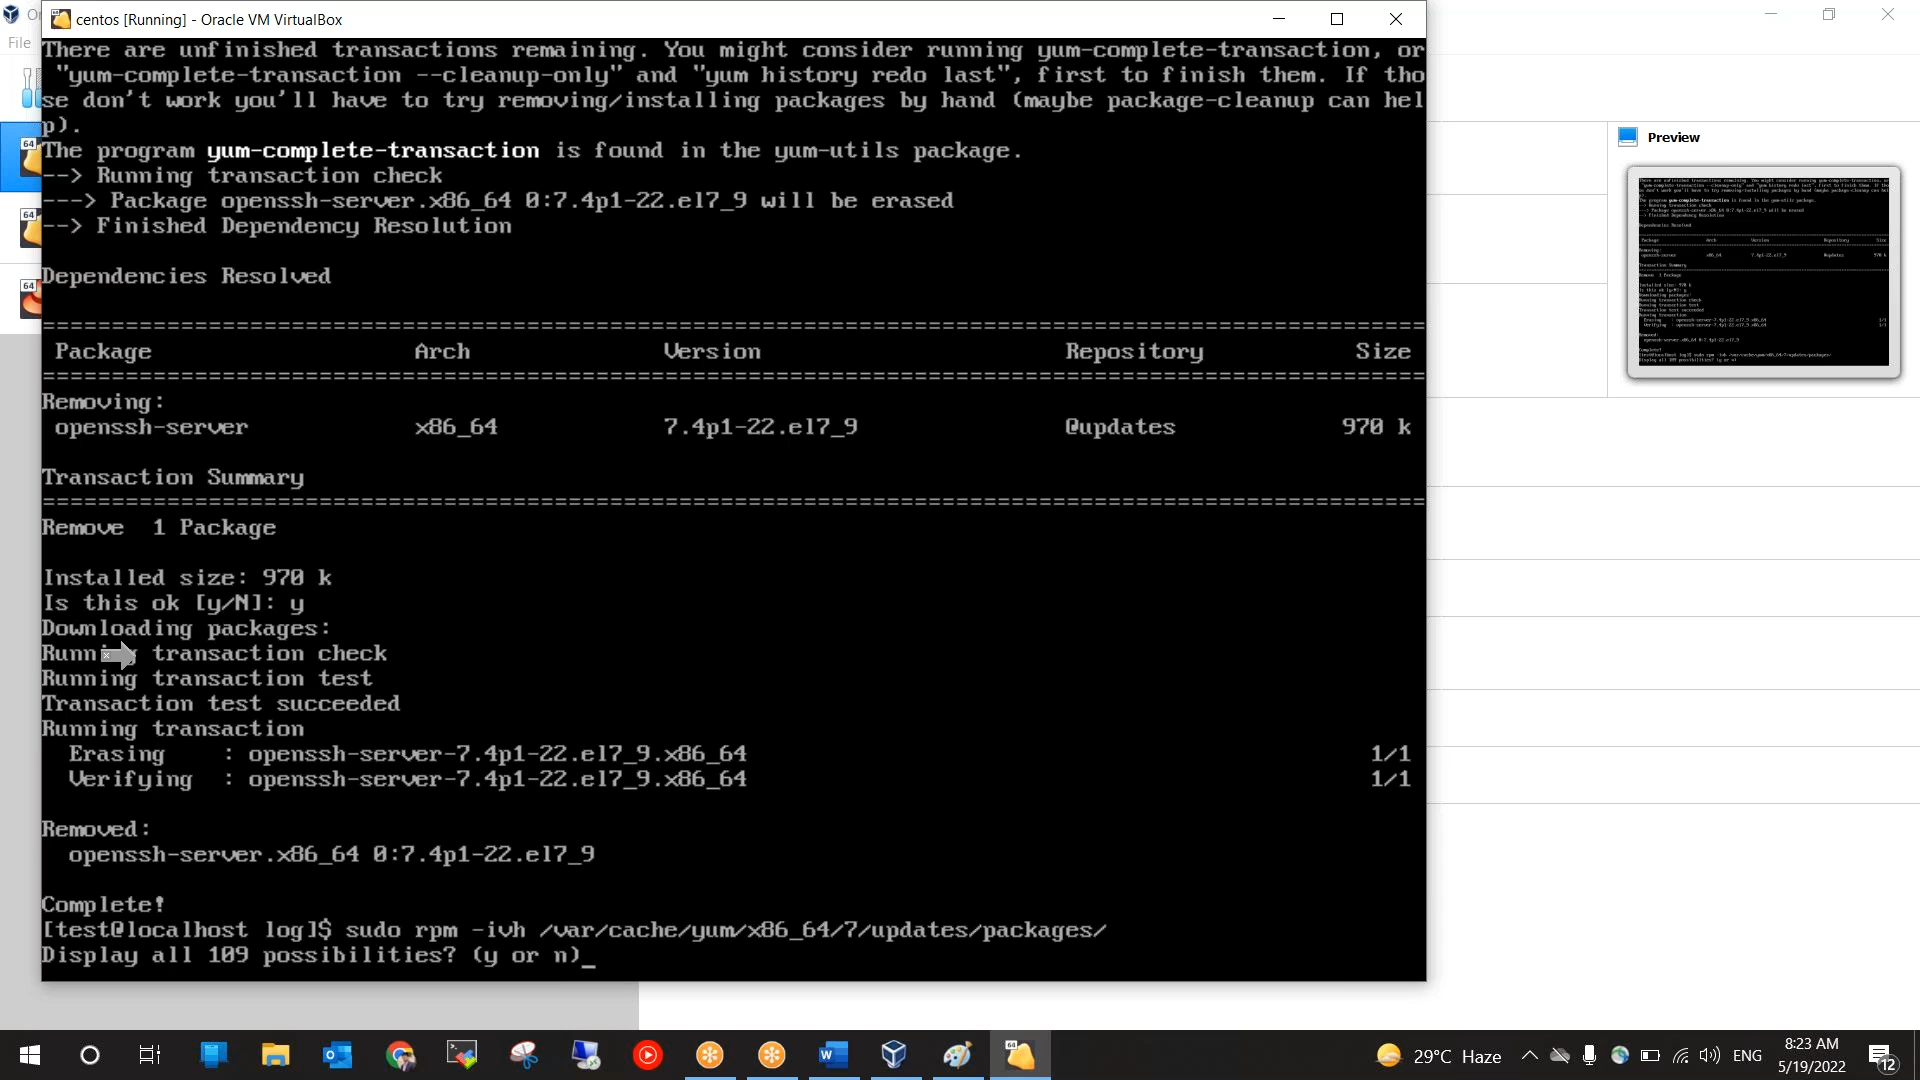 centos [Running] - Oracle VM VirtualBox
File
There are unfinished transactions remaining. You might consider running yum-complete-transaction, or
"yum-complete-transaction --cleanup-only" and "yum history redo last", first to finish them. If tho
se don't work you'll have to try removing/installing packages by hand (maybe package-cleanup can hel
p).
The program yum-complete-transaction is found in the yum-utils package.
--> Running transaction check
---> Package openssh-server.x86_64 0:7.4p1-22.el7_9 will be erased
--> Finished Dependency Resolution
Dependencies Resolved
================================================================================
Package Arch Version Repository Size
================================================================================
Removing:
openssh-server x86_64 7.4p1-22.el7_9 @updates 970 k
Transaction Summary
================================================================================
Remove 1 Package
Installed size: 970 k
Is this ok [y/N]: y
Downloading packages:
Running transaction check
Running transaction test
Transaction test succeeded
Running transaction
Erasing : openssh-server-7.4p1-22.el7_9.x86_64 1/1
Verifying : openssh-server-7.4p1-22.el7_9.x86_64 1/1
Removed:
openssh-server.x86_64 0:7.4p1-22.el7_9
Complete!
[test@localhost log]$ sudo rpm -ivh /var/cache/yum/x86_64/7/updates/packages/
Display all 109 possibilities? (y or n)_
64
64
64
Preview
29°C Haze
ENG
8:23 AM
5/19/2022
12